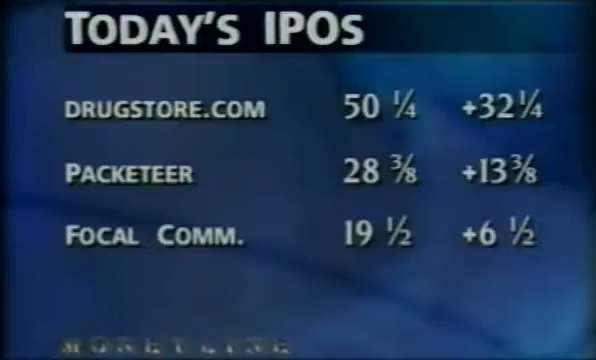 TODAY'S IPOS
DRUGSTORE.COM 50 ¼ +32¼
PACKETEER 28 ⅜ +13⅜
FOCAL COMM. 19 ½ +6 ½
MONEYLINE